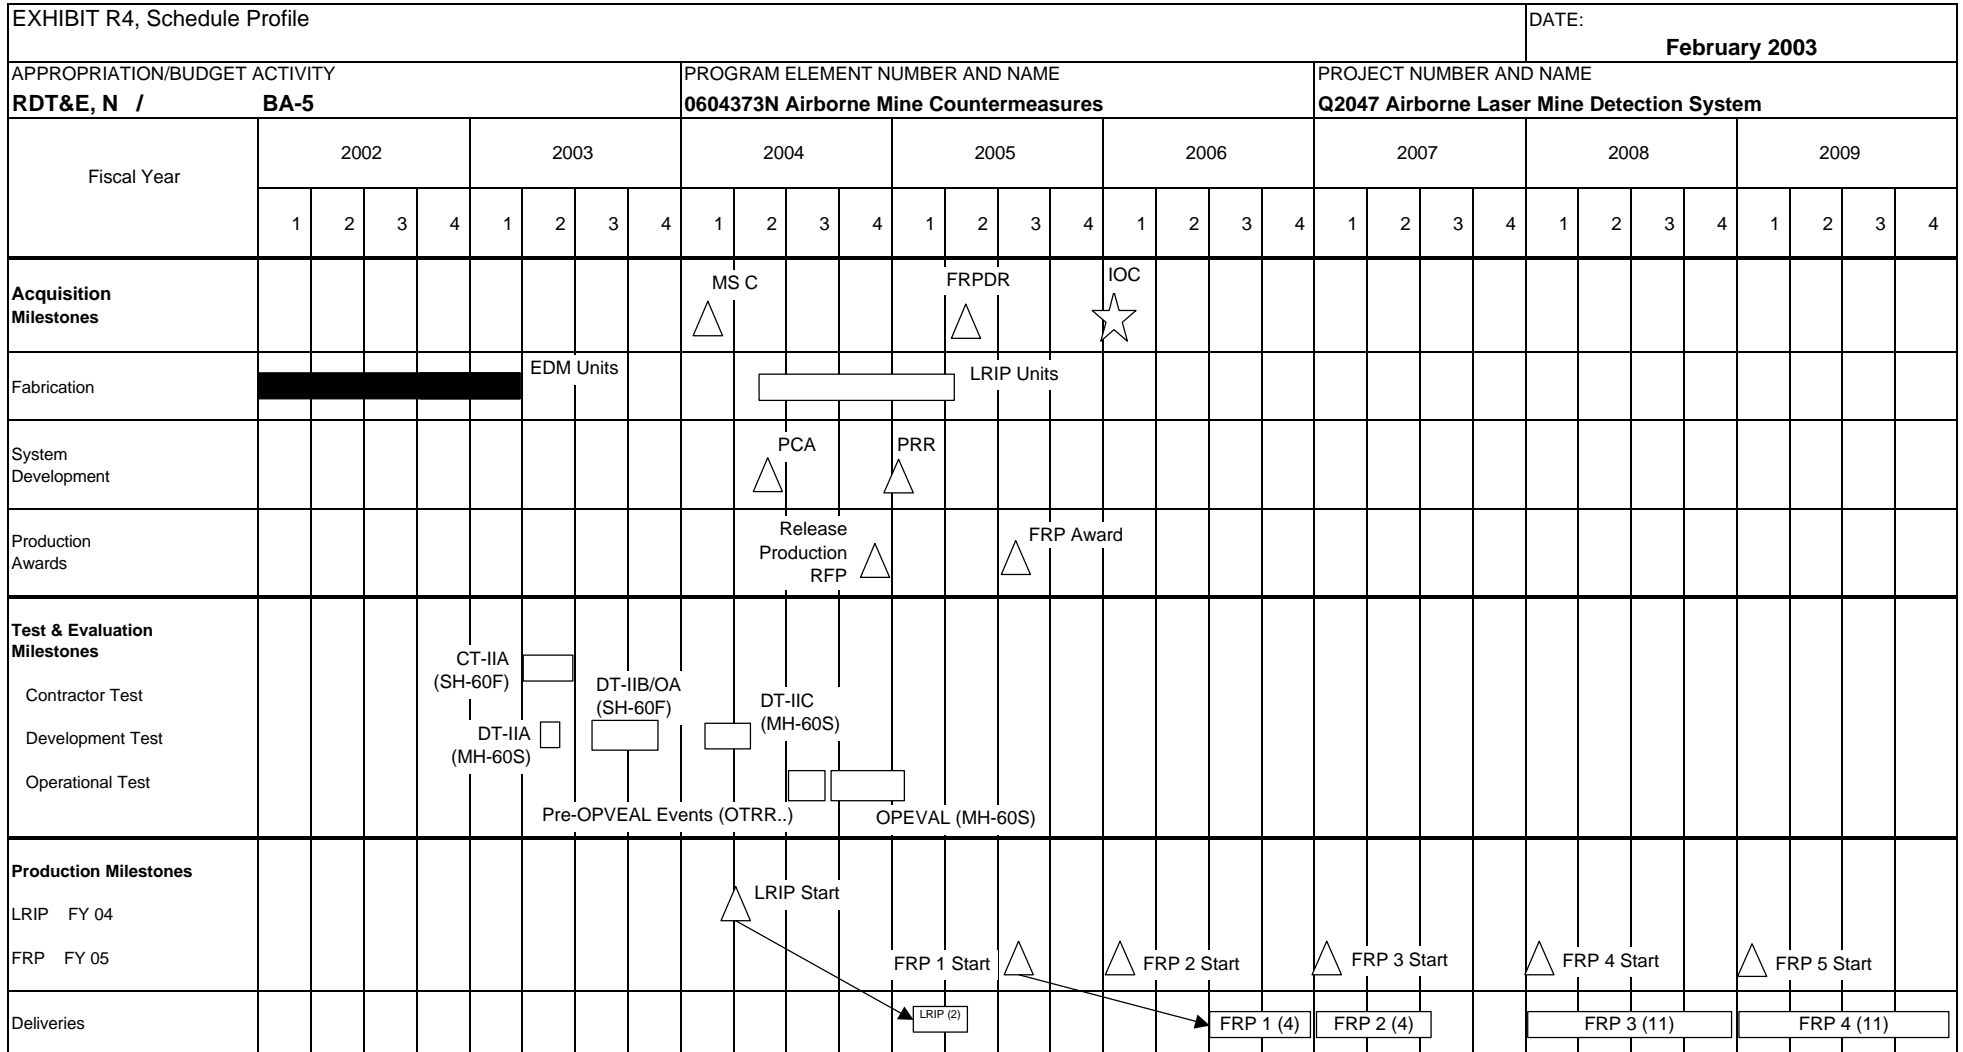 EXHIBIT R4, Schedule Profile
DATE:
February 2003
APPROPRIATION/BUDGET ACTIVITY
PROGRAM ELEMENT NUMBER AND NAME
PROJECT NUMBER AND NAME
RDT&E, N / BA-5
0604373N Airborne Mine Countermeasures
Q2047 Airborne Laser Mine Detection System
Fiscal Year
2002 2003 2004 2005 2006 2007 2008 2009
1 2 3 4 1 2 3 4 1 2 3 4 1 2 3 4 1 2 3 4 1 2 3 4 1 2 3 4 1 2 3 4
Acquisition
Milestones
MS C
FRPDR
IOC
Fabrication
EDM Units
LRIP Units
System
Development
PCA
PRR
Production
Awards
Release
Production
RFP
FRP Award
Test & Evaluation
Milestones
Contractor Test
Development Test
Operational Test
CT-IIA
(SH-60F)
DT-IIA
(MH-60S)
DT-IIB/OA
(SH-60F)
DT-IIC
(MH-60S)
Pre-OPVEAL Events (OTRR..)
OPEVAL (MH-60S)
Production Milestones
LRIP FY 04
LRIP Start
FRP FY 05
FRP 1 Start
FRP 2 Start
FRP 3 Start
FRP 4 Start
FRP 5 Start
Deliveries
LRIP (2)
FRP 1 (4)
FRP 2 (4)
FRP 3 (11)
FRP 4 (11)